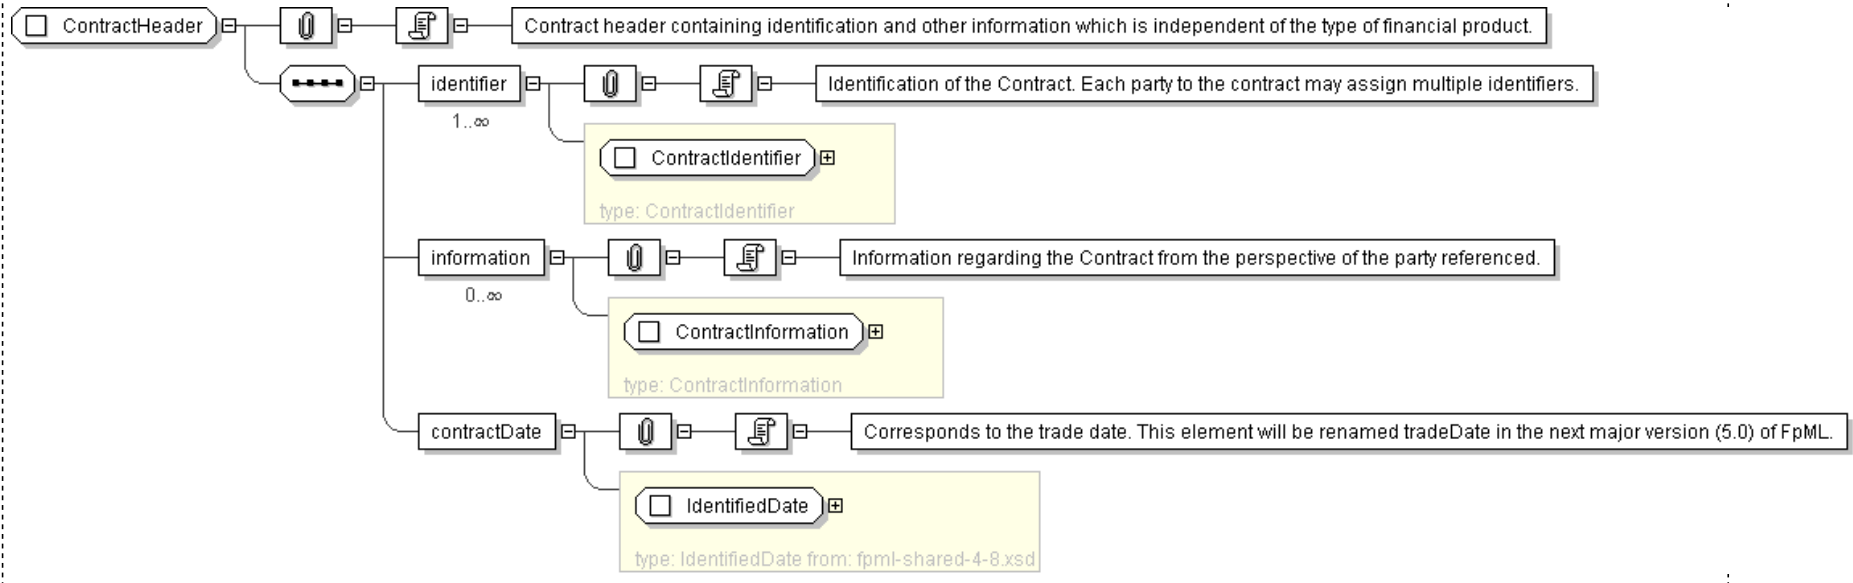 ContractHeader
Contract header containing identification and other information which is independent of the type of financial product.
identifier
Identification of the Contract. Each party to the contract may assign multiple identifiers.
1..∞
ContractIdentifier
type: ContractIdentifier
information
Information regarding the Contract from the perspective of the party referenced.
0..∞
ContractInformation
type: ContractInformation
contractDate
Corresponds to the trade date. This element will be renamed tradeDate in the next major version (5.0) of FpML.
IdentifiedDate
type: IdentifiedDate from: fpml-shared-4-8.xsd